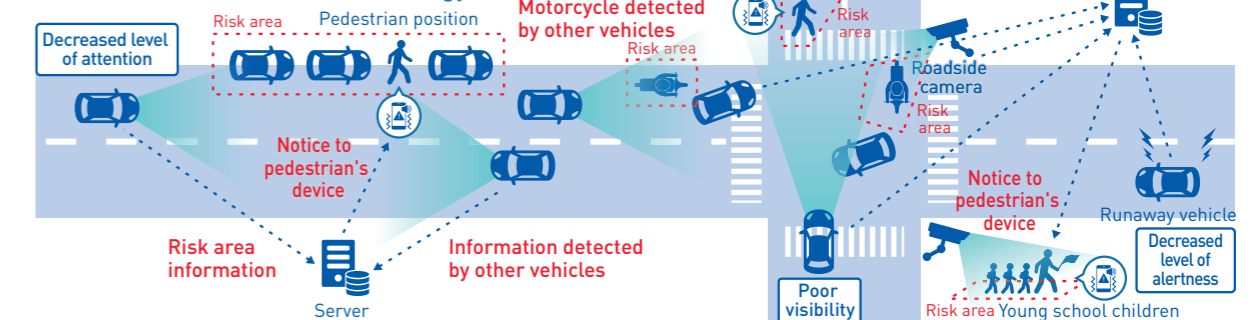 Decreased level
of attention
Risk area
Pedestrian position
Motorcycle detected
by other vehicles
Risk area
Risk
area
Roadside
camera
Risk
area
Notice to
pedestrian's
device
Notice to
pedestrian's
device
Runaway vehicle
Decreased
level of
alertness
Risk area
information
Information detected
by other vehicles
Server
Poor
visibility
Risk area
Young school children